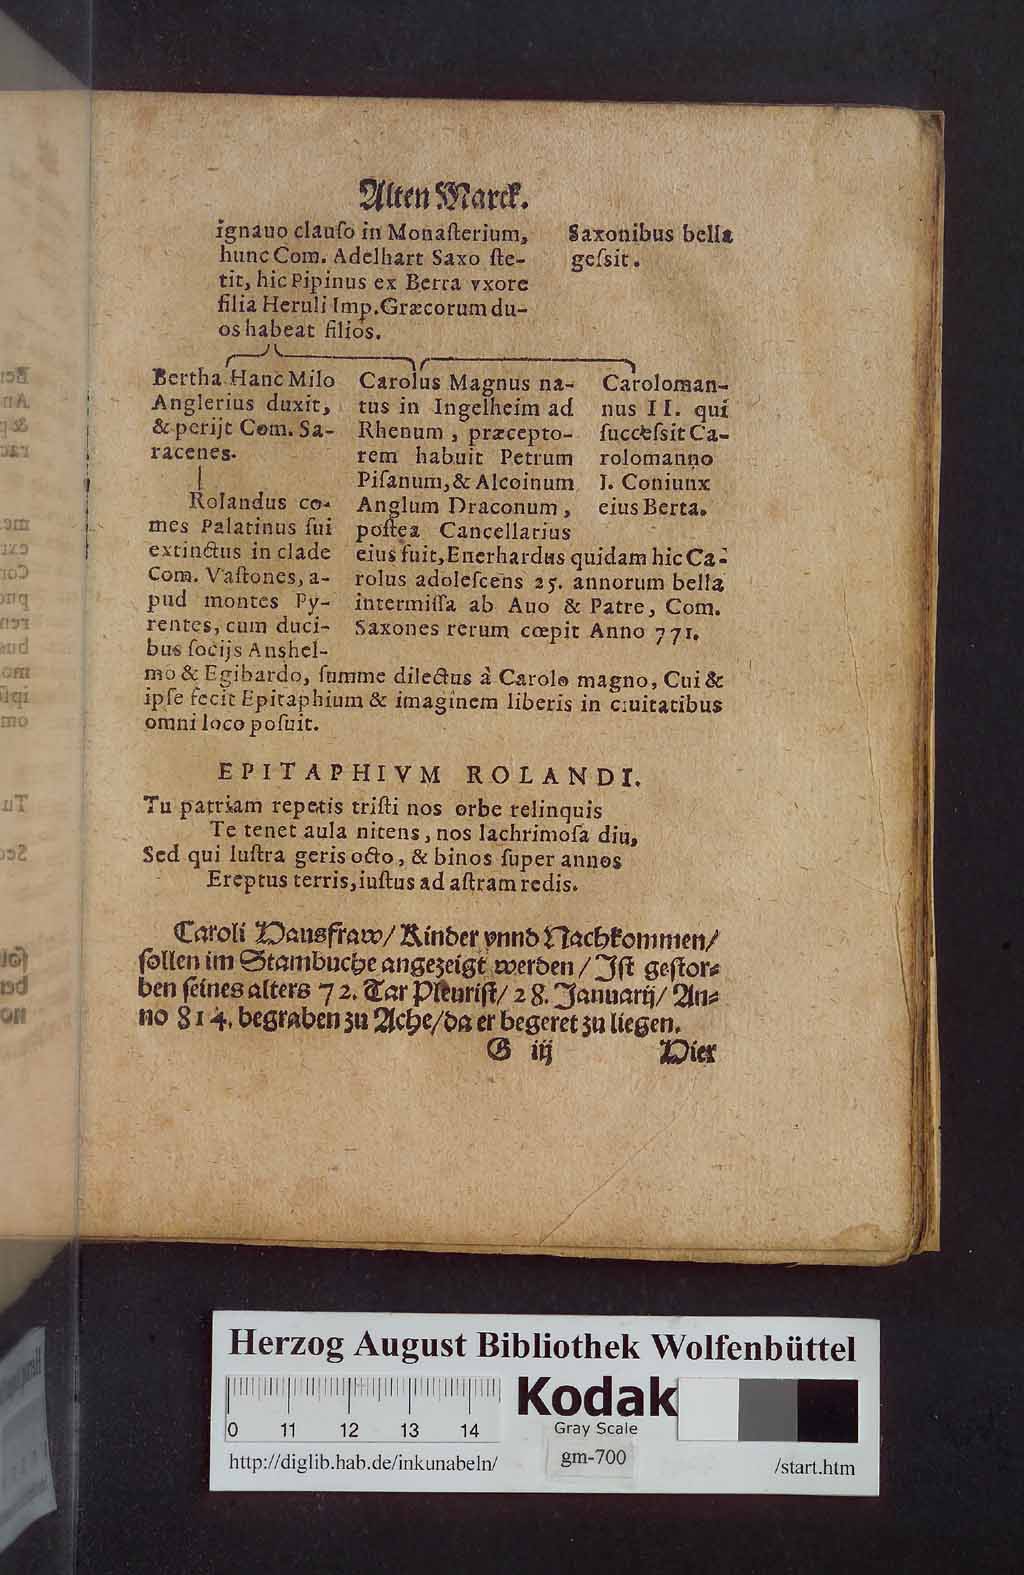 Alten Marck.
ignauo clauſo in Monaſterium,
hunc Com. Adelhart Saxo ſte-
tit, hic Pipinus ex Berta vxore
filia Heruli Imp. Græcorum du-
os habeat filios.
Saxonibus bella
geſsit.
Bertha Hanc Milo
Anglerius duxit,
& perijt Com. Sa-
racenes.
Rolandus co-
mes Palatinus ſui
extinctus in clade
Com. Vaſtones, a-
pud montes Py-
rentes, cum duci-
bus ſocijs Anshel-
Carolus Magnus na-
tus in Ingelheim ad
Rhenum, præcepto-
rem habuit Petrum
Piſanum, & Alcoinum
Anglum Draconum,
poſtea Cancellarius
eius fuit, Enerhardus quidam hic Ca-
rolus adoleſcens 25. annorum bella
intermiſſa ab Auo & Patre, Com.
Saxones rerum cœpit Anno 771.
Caroloman-
nus II. qui
ſucceſsit Ca-
rolomanno
I. Coniunx
eius Berta.
mo & Egibardo, ſumme dilectus à Carolo magno, Cui &
ipſe fecit Epitaphium & imaginem liberis in ciuitatibus
omni loco poſuit.
EPITAPHIVM ROLANDI.
Tu patriam repetis triſti nos orbe relinquis
Te tenet aula nitens, nos lachrimoſa diu,
Sed qui luſtra geris octo, & binos ſuper annos
Ereptus terris, iuſtus ad aſtram redis.
Caroli Hausfraw/ Kinder vnnd Nachkommen/
ſollen im Stambuche angezeigt werden/ Iſt geſtor-
ben ſeines alters 72. Tar Pleuriſt/ 28. Januarij/ An-
no 814. begraben zu Ache/ da er begeret zu liegen.
G iij
Hier
Herzog August Bibliothek Wolfenbüttel
0 11 12 13 14
Kodak
Gray Scale
http://diglib.hab.de/inkunabeln/
gm-700
/start.htm